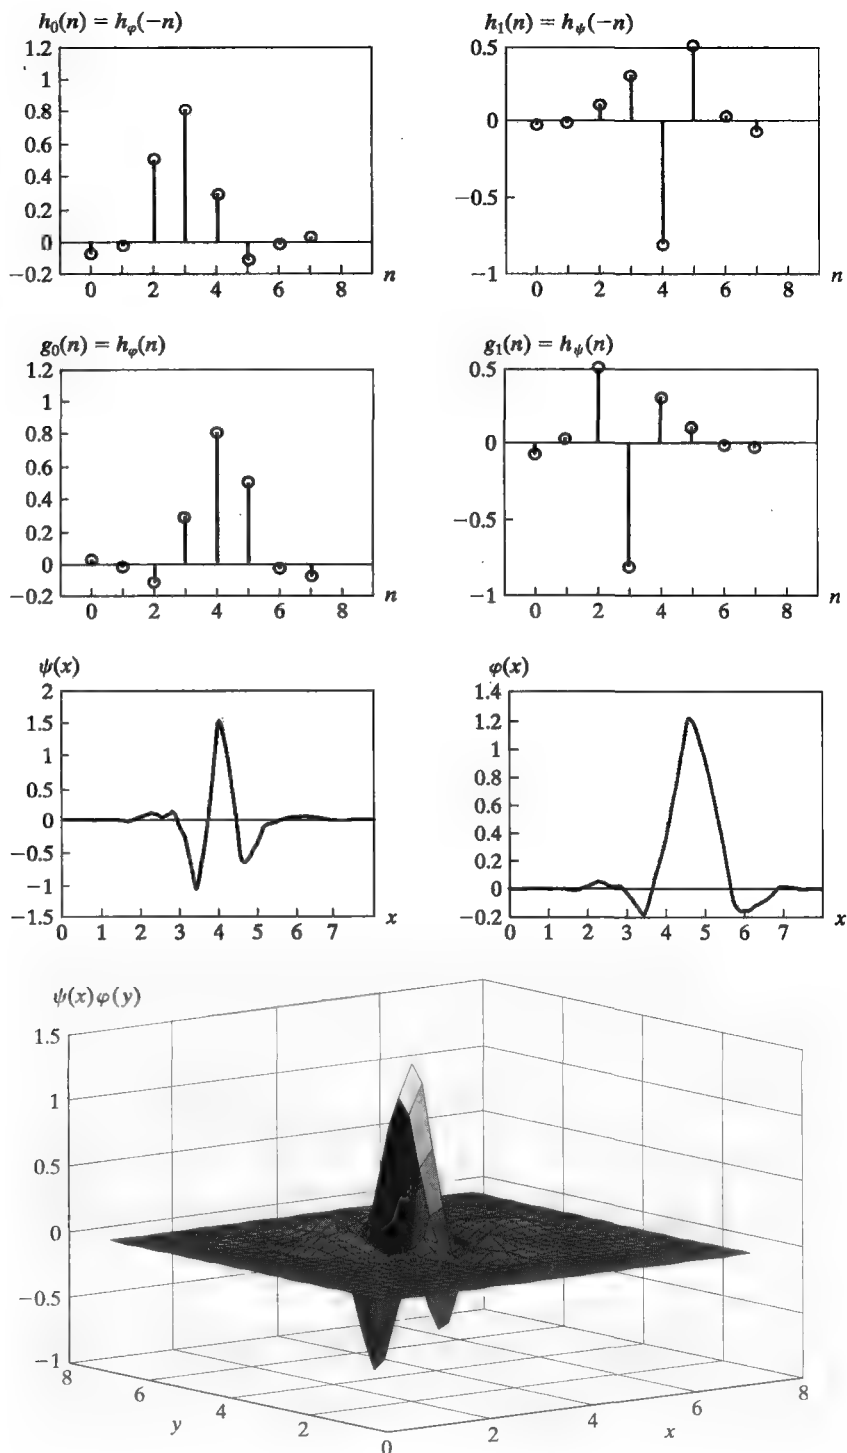 h₀(n) = hᵩ(−n)
1.2
1
0.8
0.6
0.4
0.2
0
−0.2
0 2 4 6 8 n
h₁(n) = h_ψ(−n)
0.5
0
−0.5
−1
0 2 4 6 8 n
g₀(n) = hᵩ(n)
1.2
1
0.8
0.6
0.4
0.2
0
−0.2
0 2 4 6 8 n
g₁(n) = h_ψ(n)
0.5
0
−0.5
−1
0 2 4 6 8 n
ψ(x)
2
1.5
1
0.5
0
−0.5
−1
−1.5
0 1 2 3 4 5 6 7 x
φ(x)
1.4
1.2
1
0.8
0.6
0.4
0.2
0
−0.2
0 1 2 3 4 5 6 7 x
ψ(x)φ(y)
1.5
1
0.5
0
−0.5
−1
8 6 4 2 0
y
2 4 6 8
x